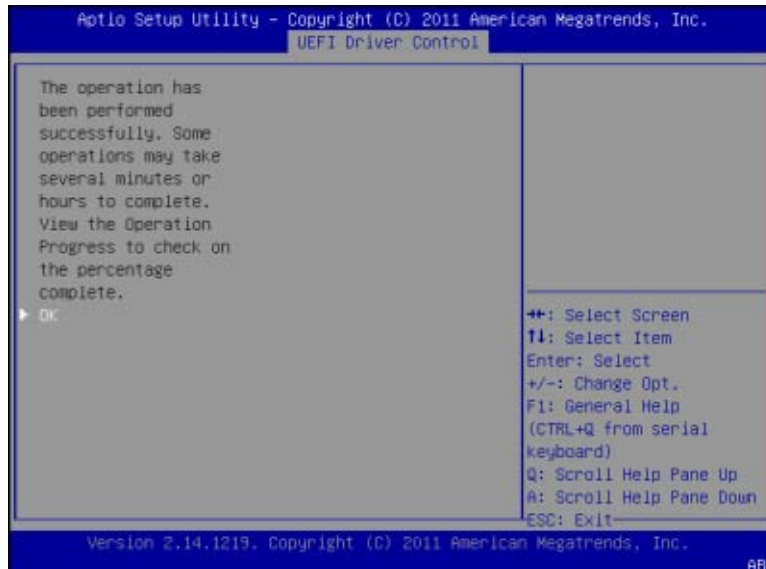 Aptio Setup Utility – Copyright (C) 2011 American Megatrends, Inc.
UEFI Driver Control
The operation has
been performed
successfully. Some
operations may take
several minutes or
hours to complete.
View the Operation
Progress to check on
the percentage
complete.
▶ OK
→←: Select Screen
↑↓: Select Item
Enter: Select
+/-: Change Opt.
F1: General Help
(CTRL+Q from serial
keyboard)
Q: Scroll Help Pane Up
A: Scroll Help Pane Down
ESC: Exit
Version 2.14.1219. Copyright (C) 2011 American Megatrends, Inc.
AB